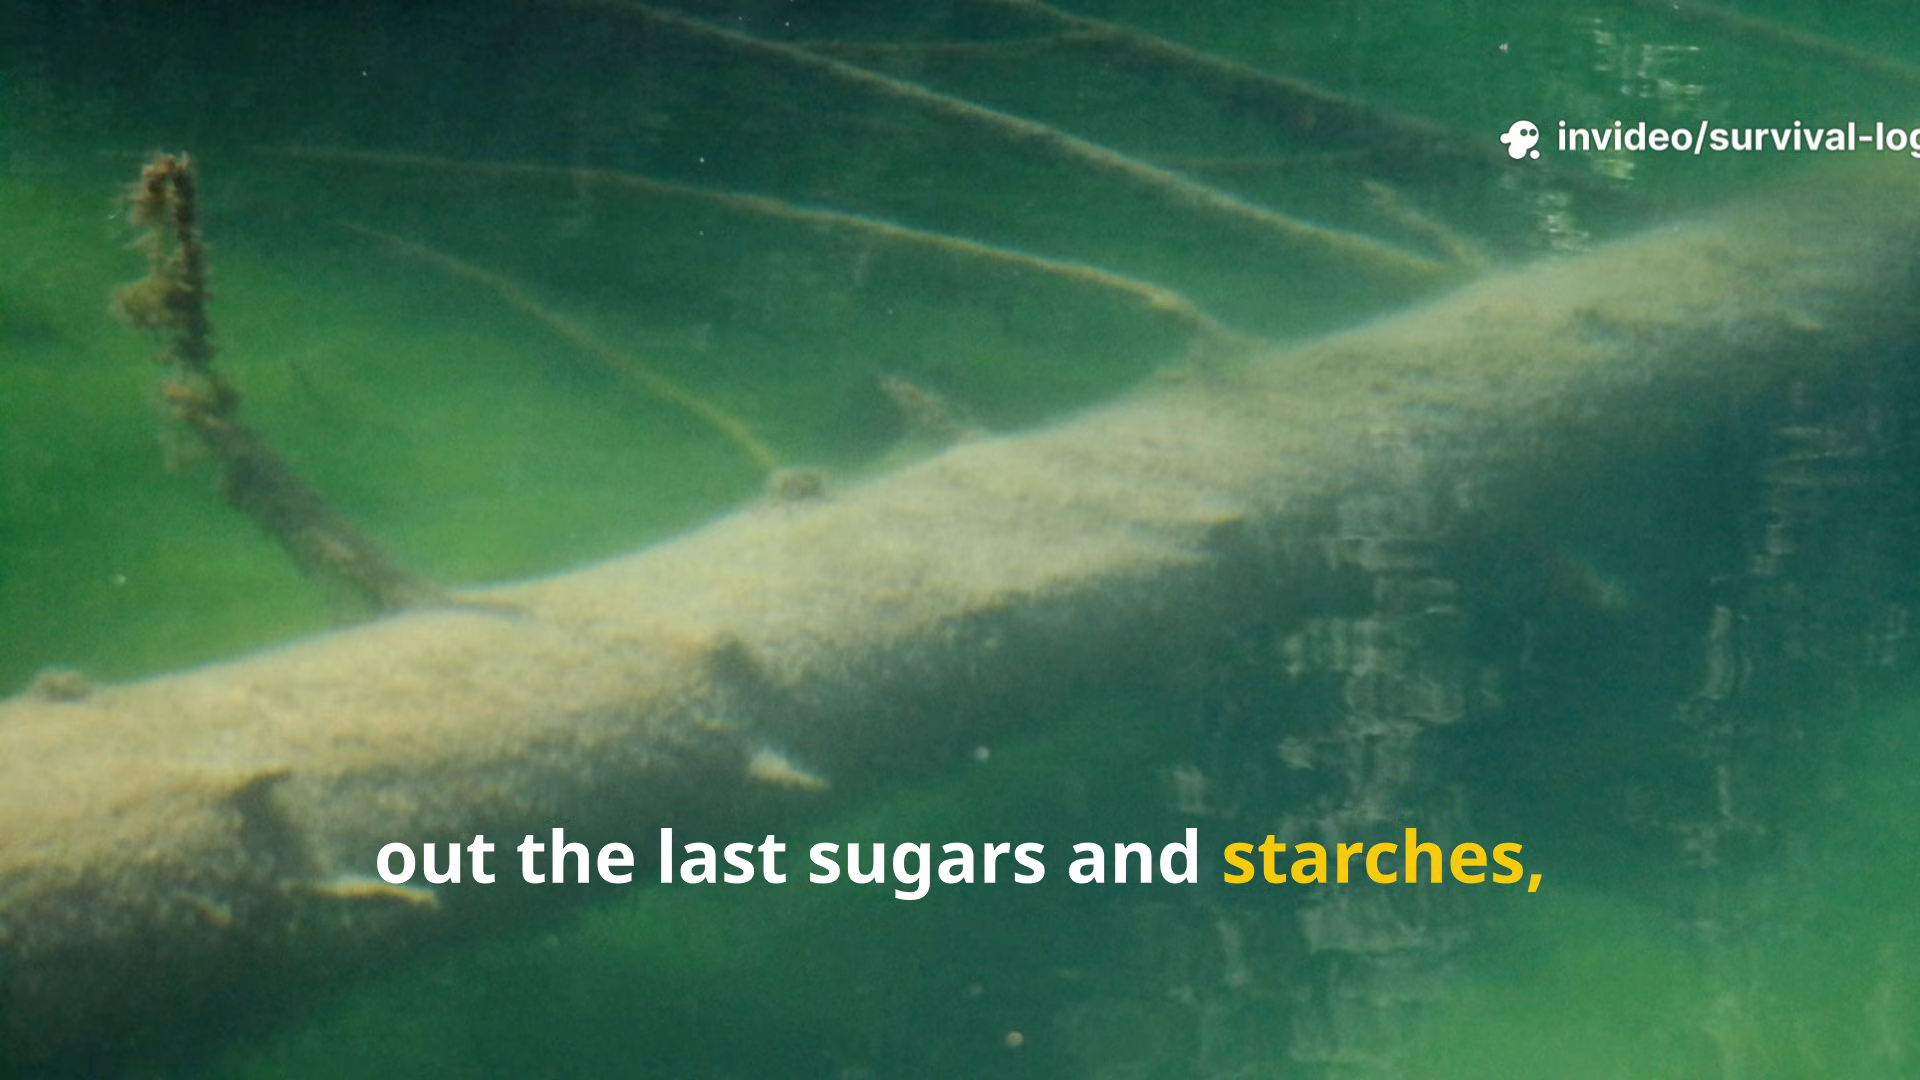 invideo/survival-log
out the last sugars and starches,